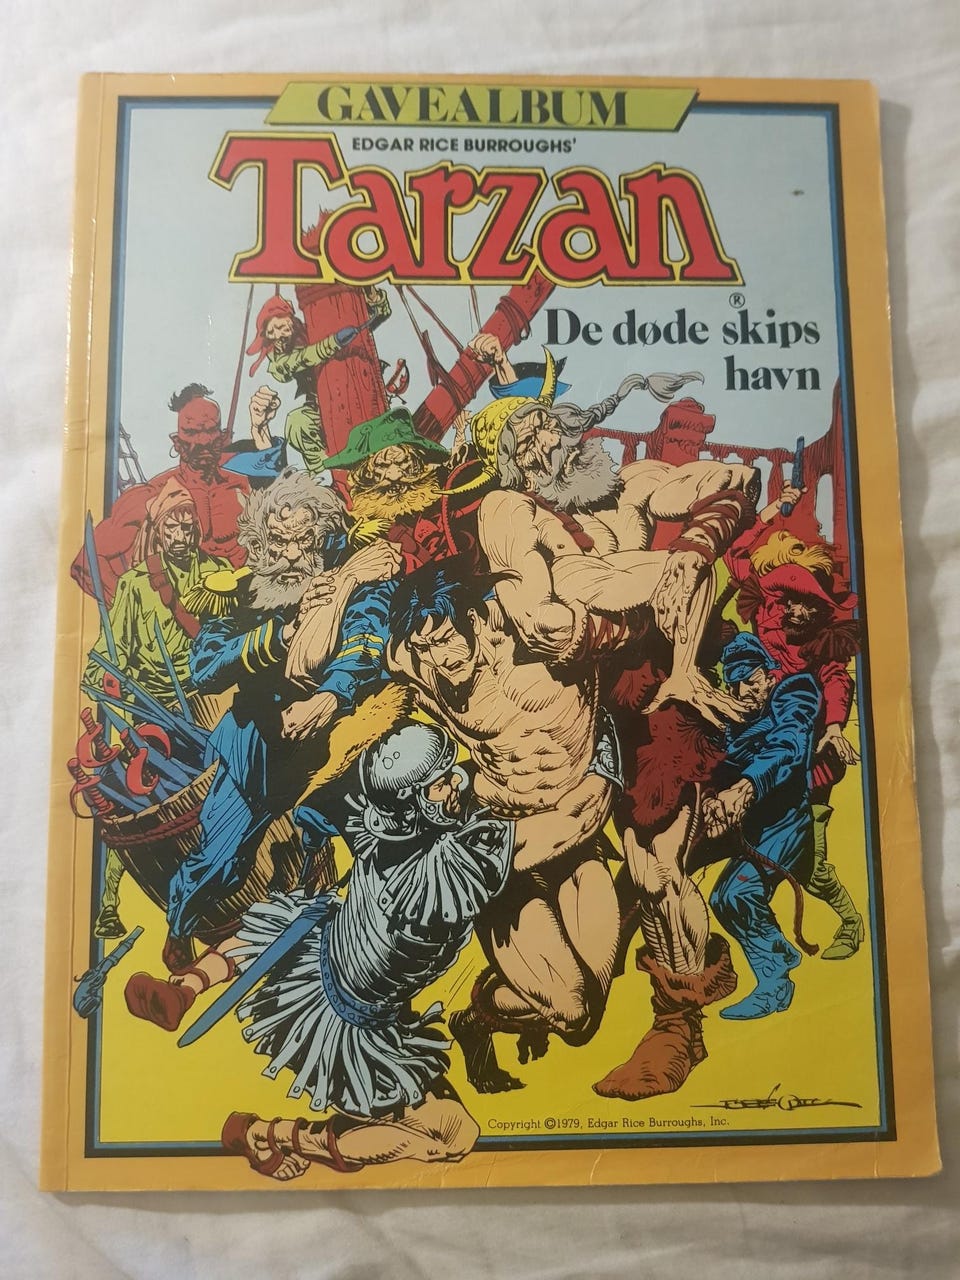 GAVEALBUM
EDGAR RICE BURROUGHS'
Tarzan
®
De døde skips
havn
Copyright ©1979, Edgar Rice Burroughs, Inc.